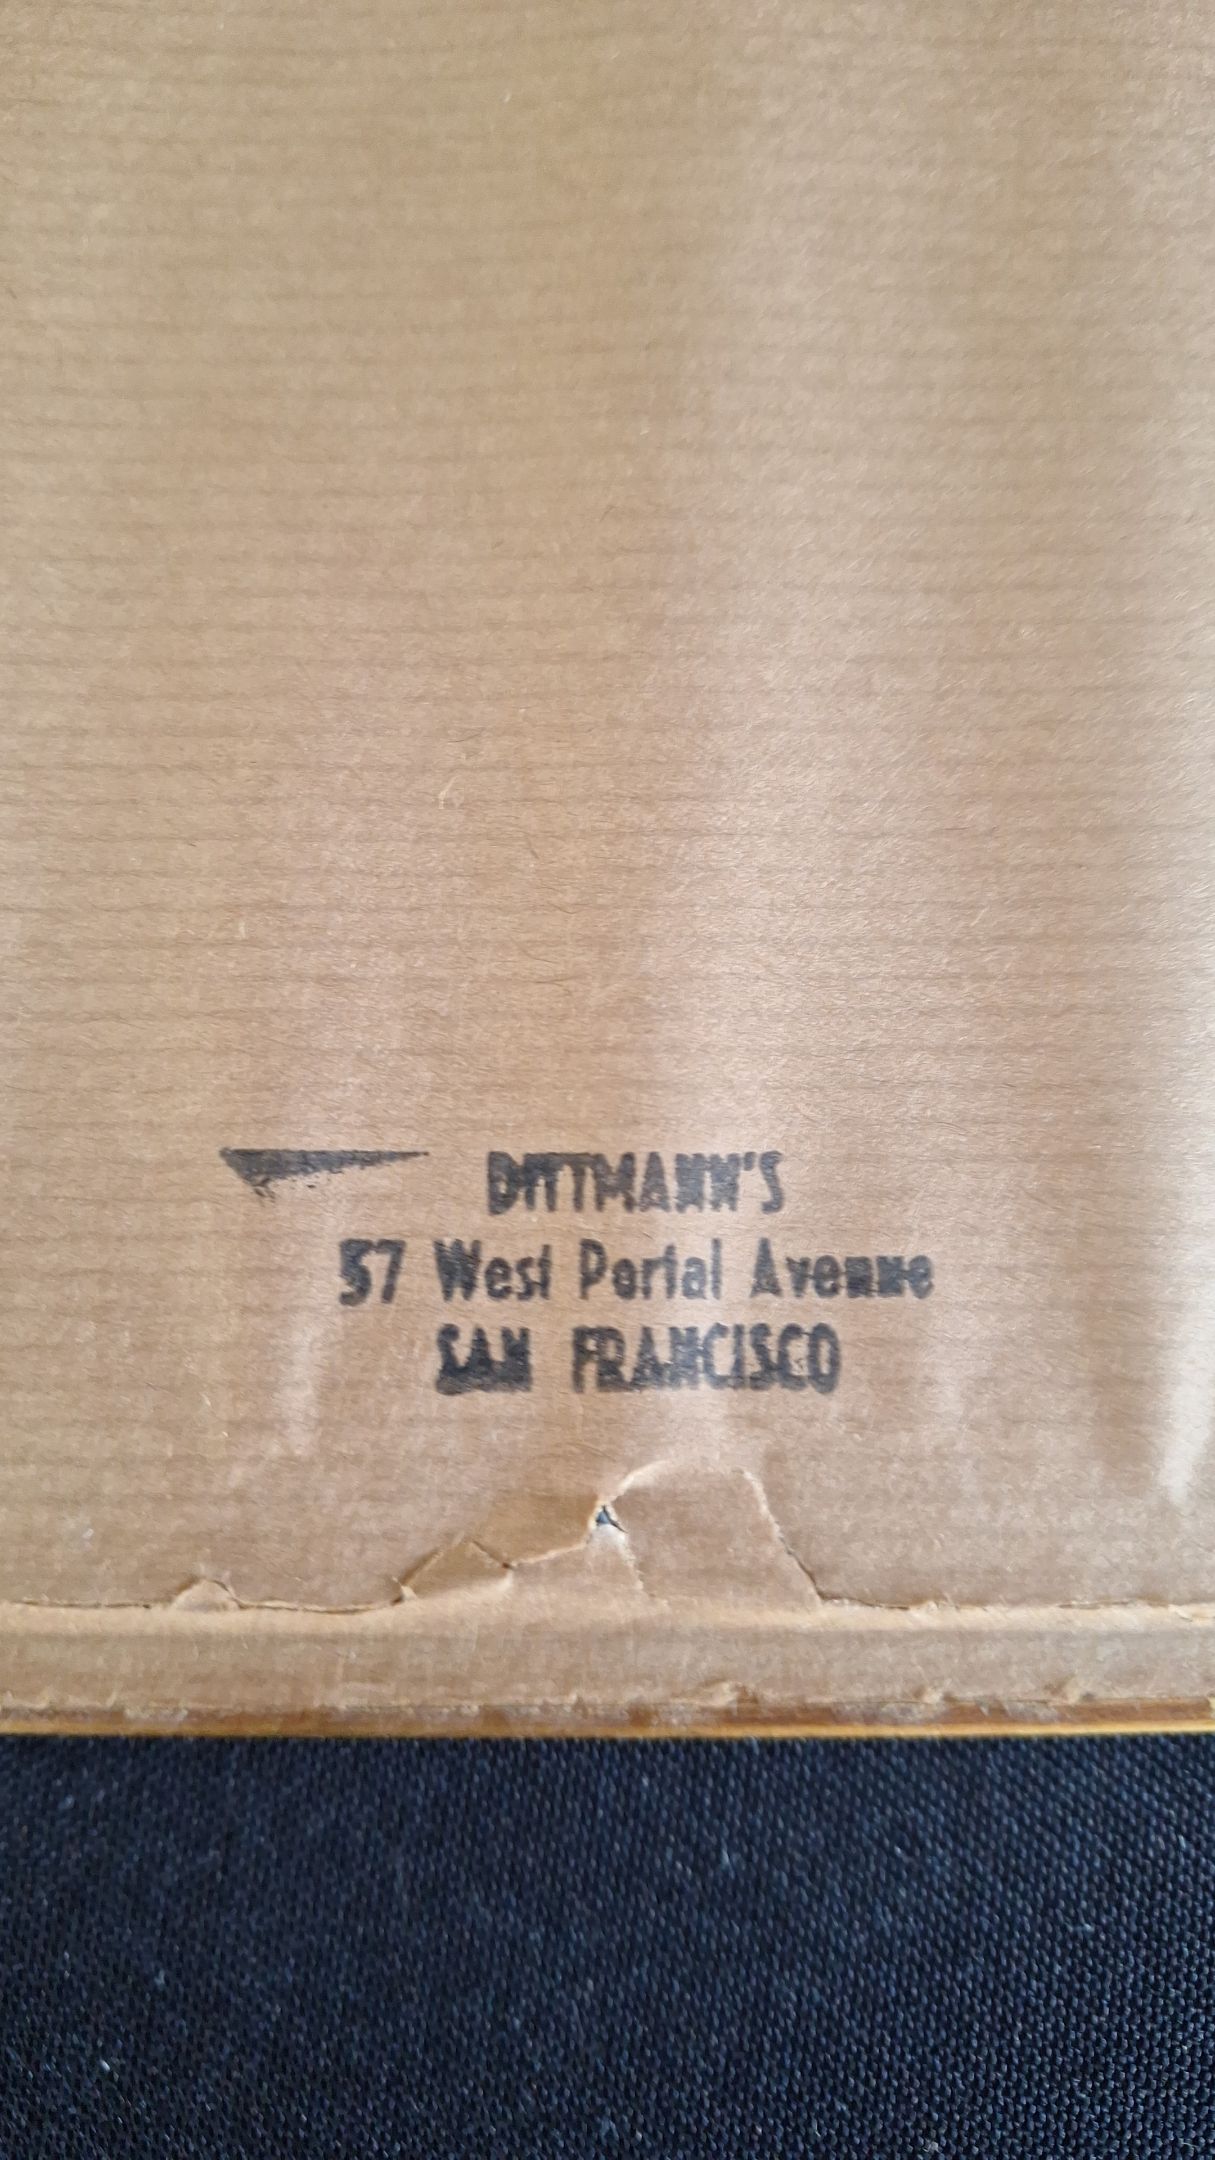 DITTMANN'S
57 West Portal Avenue
SAN FRANCISCO